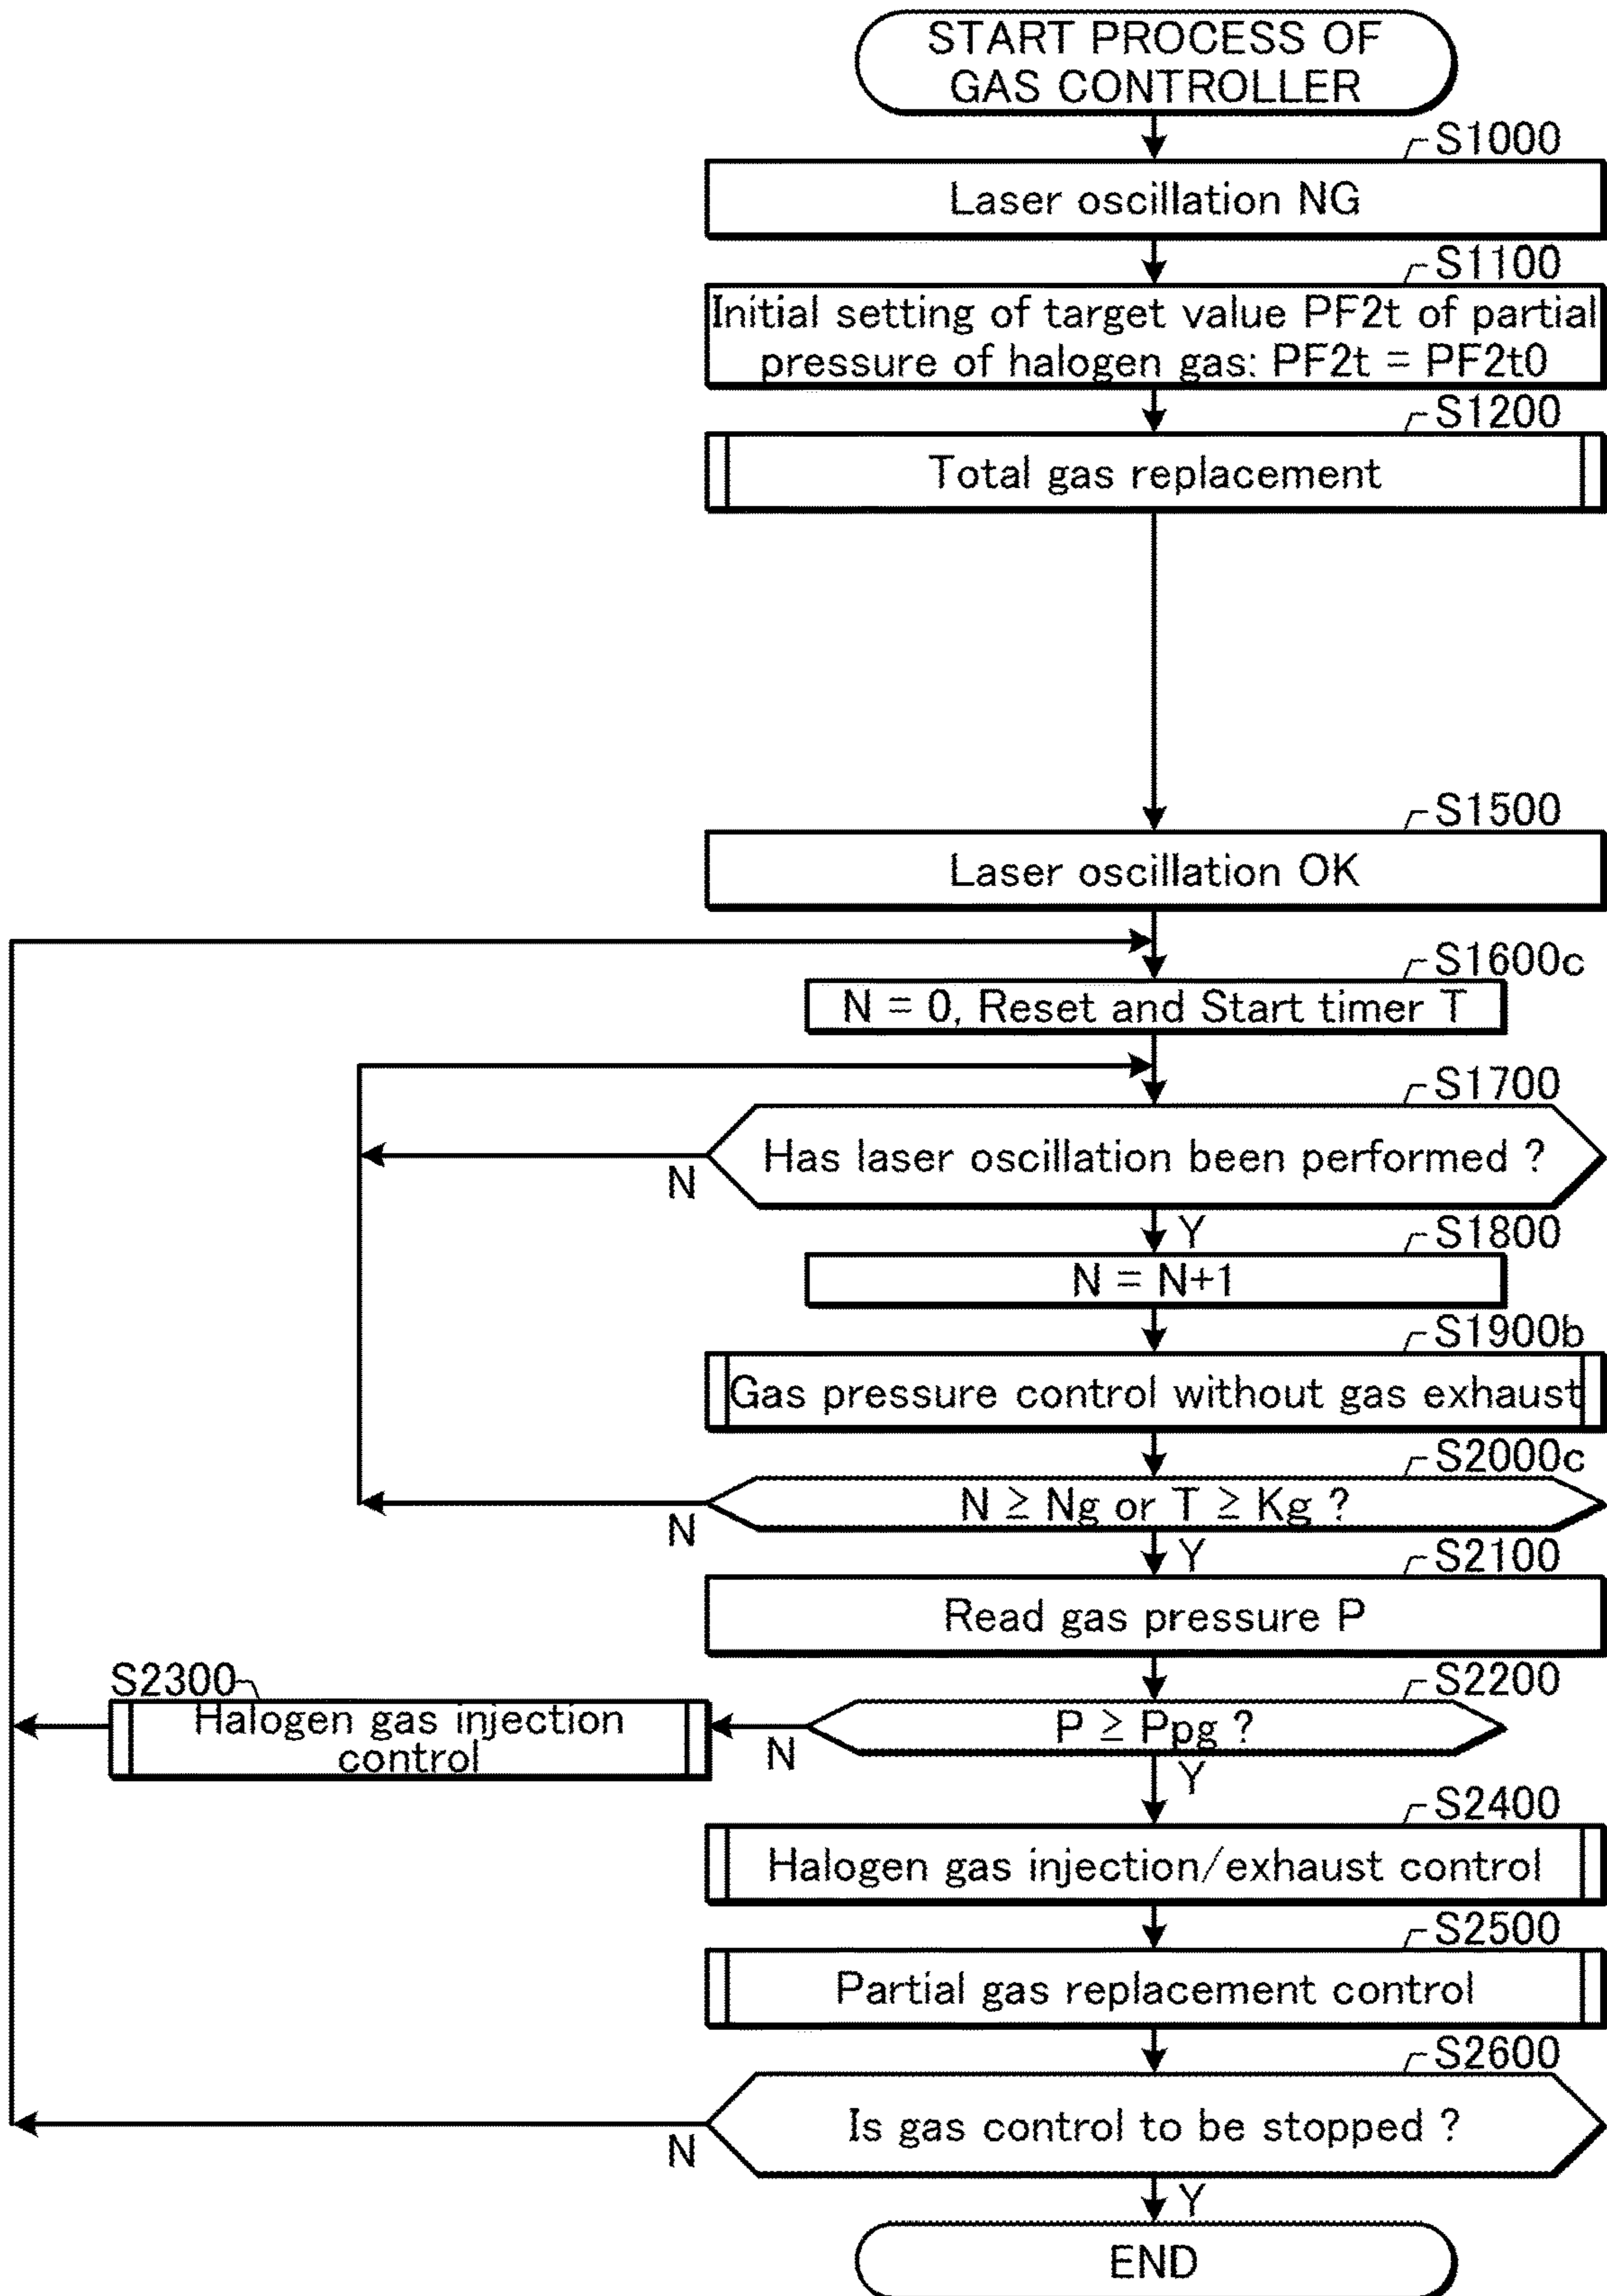 START PROCESS OF
GAS CONTROLLER
S1000
Laser oscillation NG
S1100
Initial setting of target value PF2t of partial
pressure of halogen gas: PF2t = PF2t0
S1200
Total gas replacement
S1500
Laser oscillation OK
S1600c
N = 0, Reset and Start timer T
S1700
Has laser oscillation been performed ?
N
Y
S1800
N = N+1
S1900b
Gas pressure control without gas exhaust
S2000c
N ≥ Ng or T ≥ Kg ?
N
Y
S2100
Read gas pressure P
S2200
P ≥ Ppg ?
N
Y
S2300
Halogen gas injection
control
S2400
Halogen gas injection/exhaust control
S2500
Partial gas replacement control
S2600
Is gas control to be stopped ?
N
Y
END